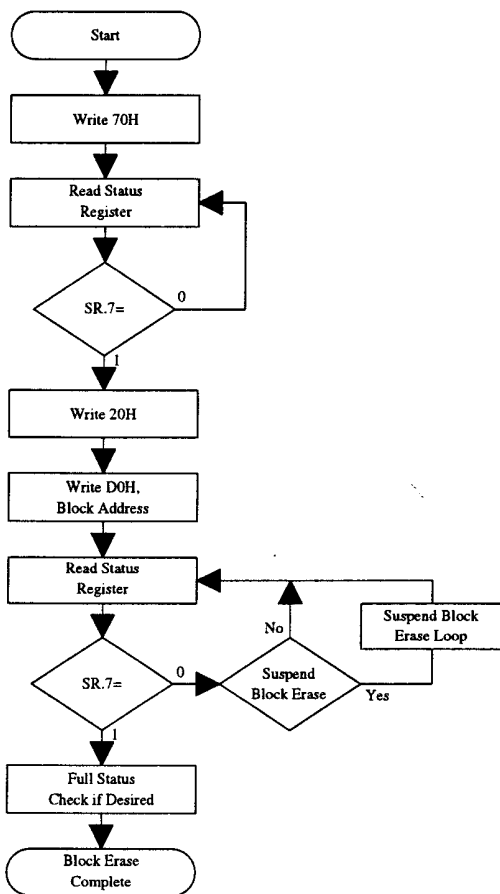 Start
Write 70H
Read Status
Register
SR.7=
0
1
Write 20H
Write D0H,
Block Address
Read Status
Register
SR.7=
0
1
Suspend
Block Erase
No
Yes
Suspend Block
Erase Loop
Full Status
Check if Desired
Block Erase
Complete